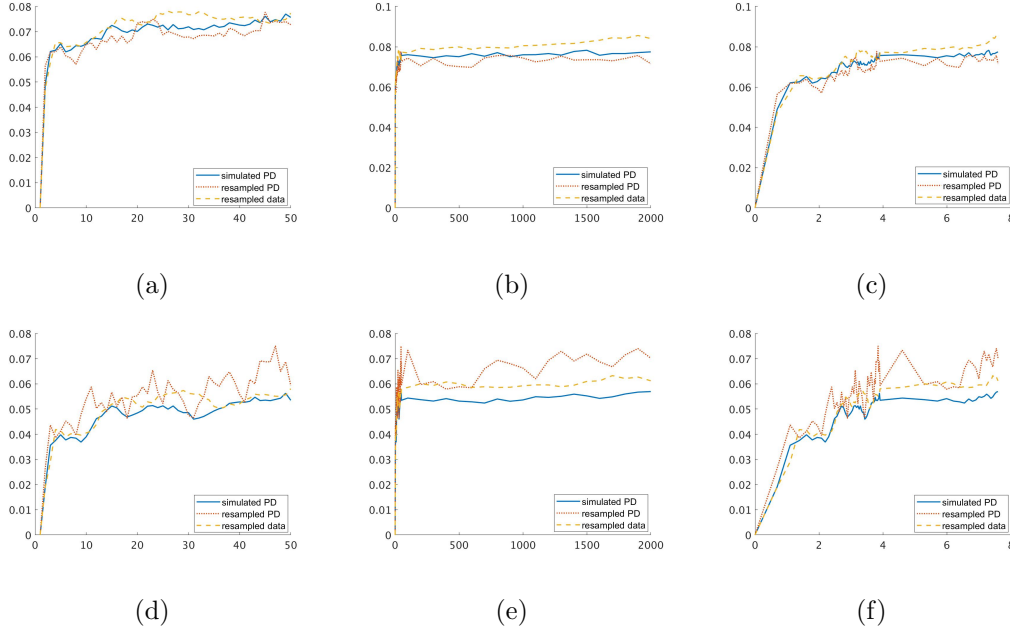 0.08
0.07
0.06
0.05
0.04
0.03
0.02
0.01
0
0 10 20 30 40 50
simulated PD
resampled PD
resampled data
(a)
0.1
0.08
0.06
0.04
0.02
0
0 500 1000 1500 2000
simulated PD
resampled PD
resampled data
(b)
0.1
0.08
0.06
0.04
0.02
0
0 2 4 6 8
simulated PD
resampled PD
resampled data
(c)
0.08
0.07
0.06
0.05
0.04
0.03
0.02
0.01
0
0 10 20 30 40 50
simulated PD
resampled PD
resampled data
(d)
0.08
0.07
0.06
0.05
0.04
0.03
0.02
0.01
0
0 500 1000 1500 2000
simulated PD
resampled PD
resampled data
(e)
0.08
0.07
0.06
0.05
0.04
0.03
0.02
0.01
0
0 2 4 6 8
simulated PD
resampled PD
resampled data
(f)